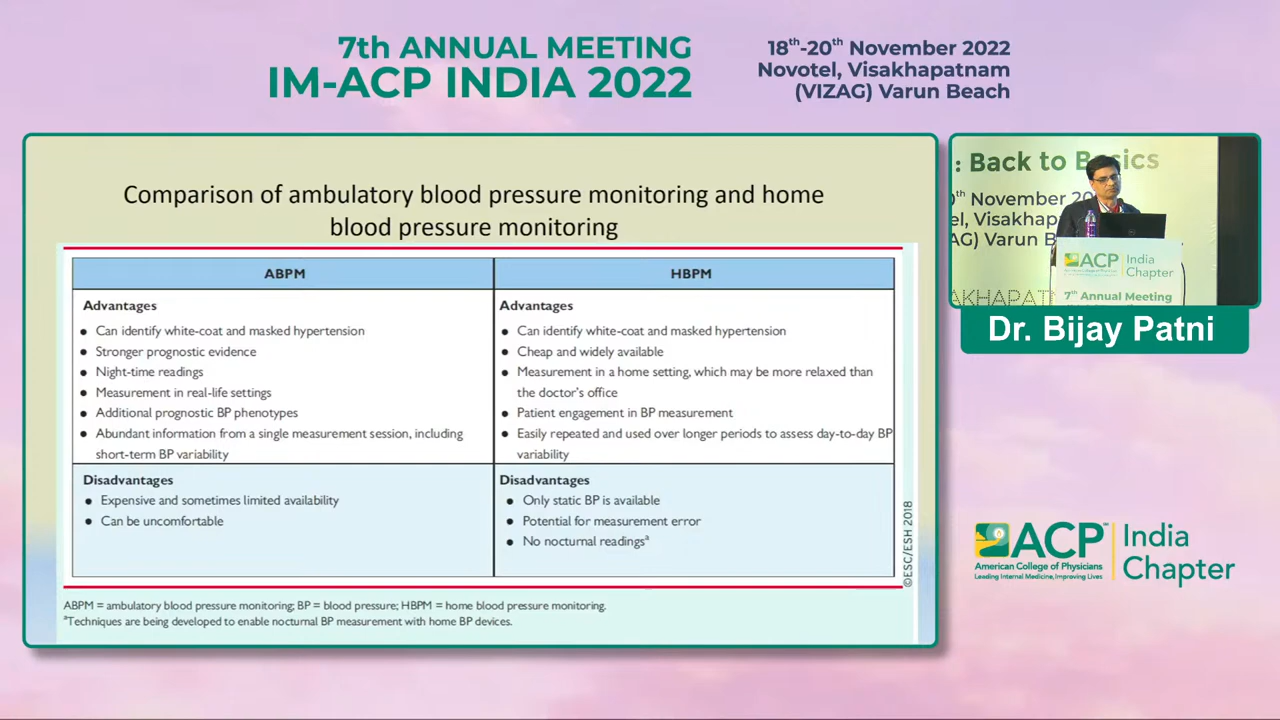 7th ANNUAL MEETING
IM-ACP INDIA 2022
18th-20th November 2022
Novotel, Visakhapatnam
(VIZAG) Varun Beach
Comparison of ambulatory blood pressure monitoring and home
blood pressure monitoring
ABPM
HBPM
Advantages
● Can identify white-coat and masked hypertension
● Stronger prognostic evidence
● Night-time readings
● Measurement in real-life settings
● Additional prognostic BP phenotypes
● Abundant information from a single measurement session, including
short-term BP variability
Advantages
● Can identify white-coat and masked hypertension
● Cheap and widely available
● Measurement in a home setting, which may be more relaxed than
the doctor's office
● Patient engagement in BP measurement
● Easily repeated and used over longer periods to assess day-to-day BP
variability
Disadvantages
● Expensive and sometimes limited availability
● Can be uncomfortable
Disadvantages
● Only static BP is available
● Potential for measurement error
● No nocturnal readingsa
©ESC/ESH 2018
ABPM = ambulatory blood pressure monitoring; BP = blood pressure; HBPM = home blood pressure monitoring.
aTechniques are being developed to enable nocturnal BP measurement with home BP devices.
: Back to Basics
th November 20
el, Visakhapa
AG) Varun B
AKHAPAT
ACP India
Chapter
7th Annual Meeting
Dr. Bijay Patni
ACP™
American College of Physicians
Leading Internal Medicine, Improving Lives
India
Chapter